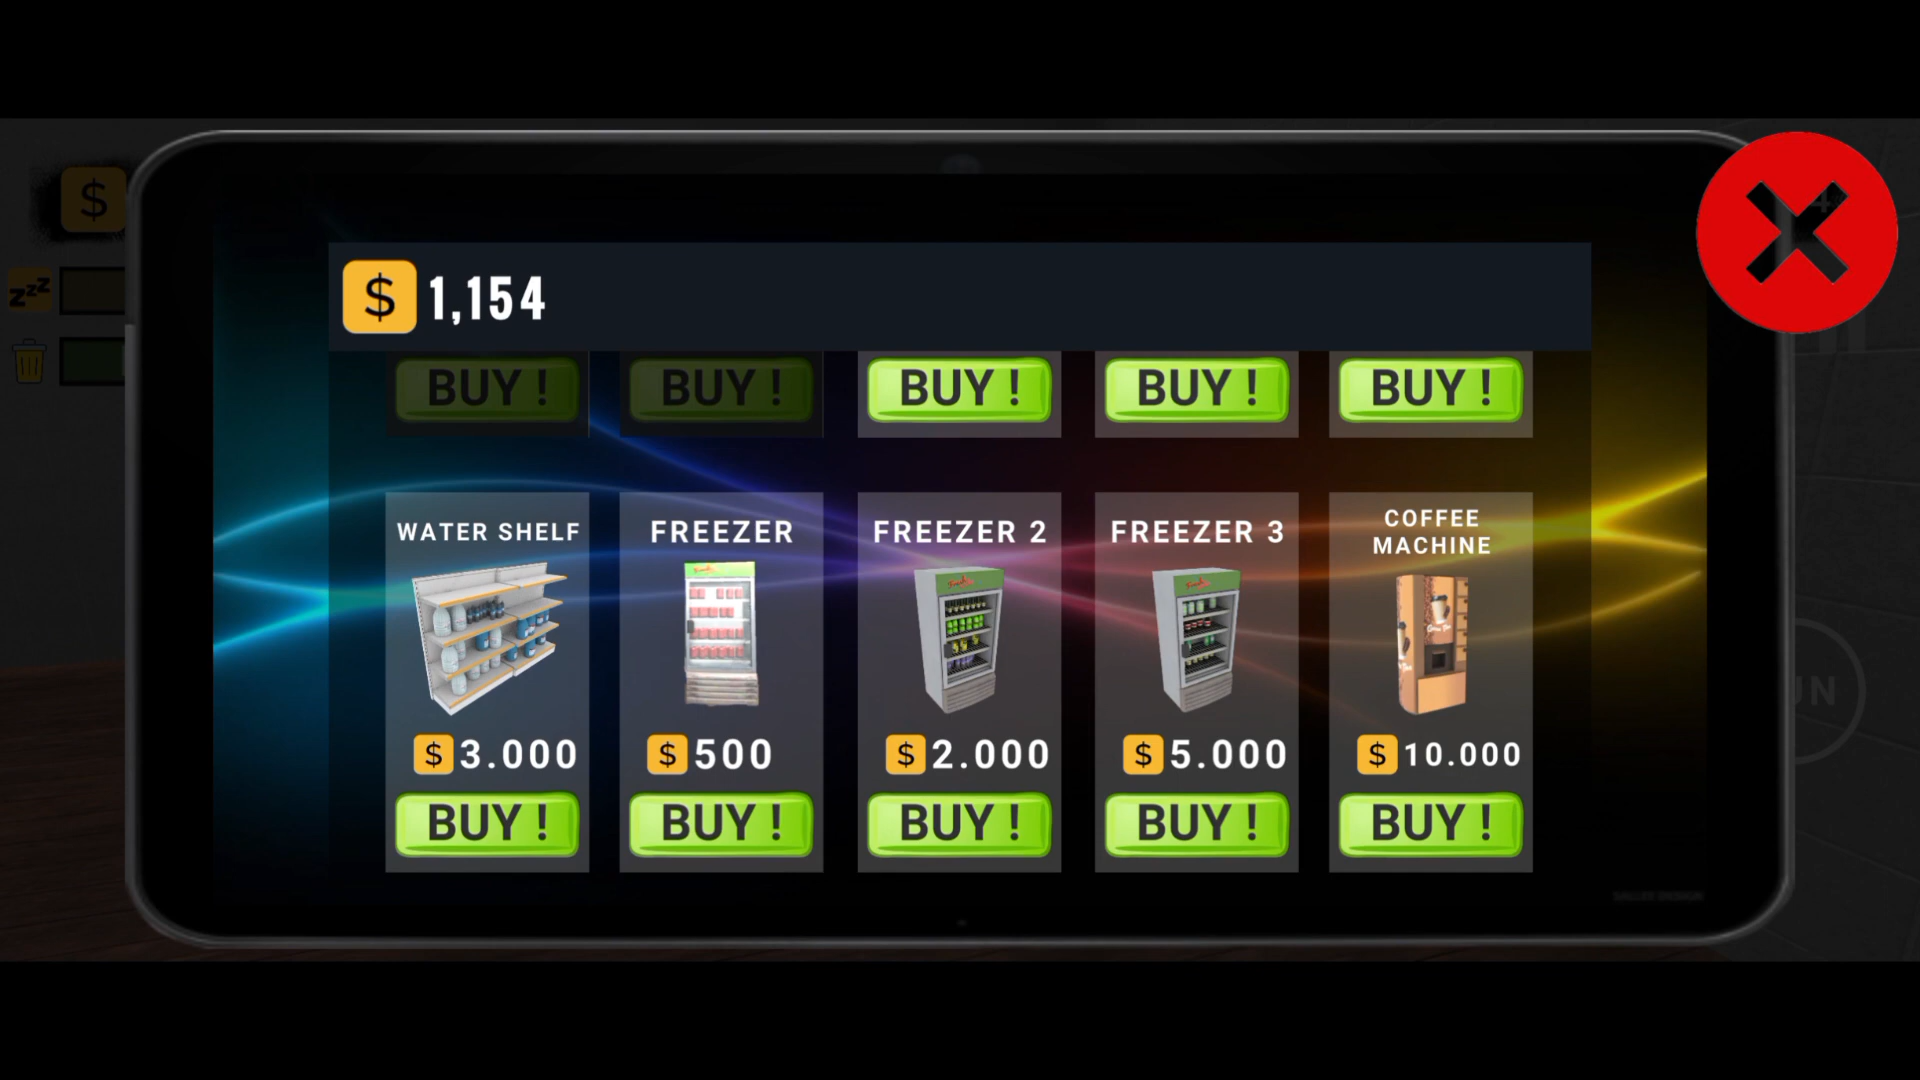 $ 1,154
BUY ! BUY ! BUY ! BUY ! BUY !
WATER SHELF FREEZER FREEZER 2 FREEZER 3 COFFEE MACHINE
$ 3.000 $ 500 $ 2.000 $ 5.000 $ 10.000
BUY ! BUY ! BUY ! BUY ! BUY !
$
zzz